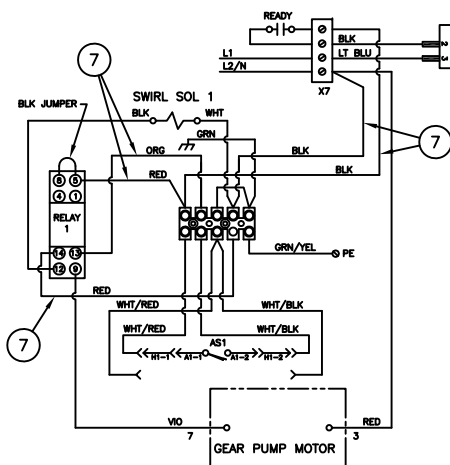 READY
BLK
LT BLU
2
3
L1
L2/N
X7
7
SWIRL SOL 1
BLK JUMPER
BLK
WHT
GRN
7
ORG
BLK
RED
BLK
8 5
4 1
RELAY
1
14 13
12 9
GRN/YEL
PE
RED
WHT/RED
WHT/BLK
7
WHT/RED
WHT/BLK
AS1
H1-1
A1-1
A1-2
H1-2
VIO
7
3
RED
GEAR PUMP MOTOR